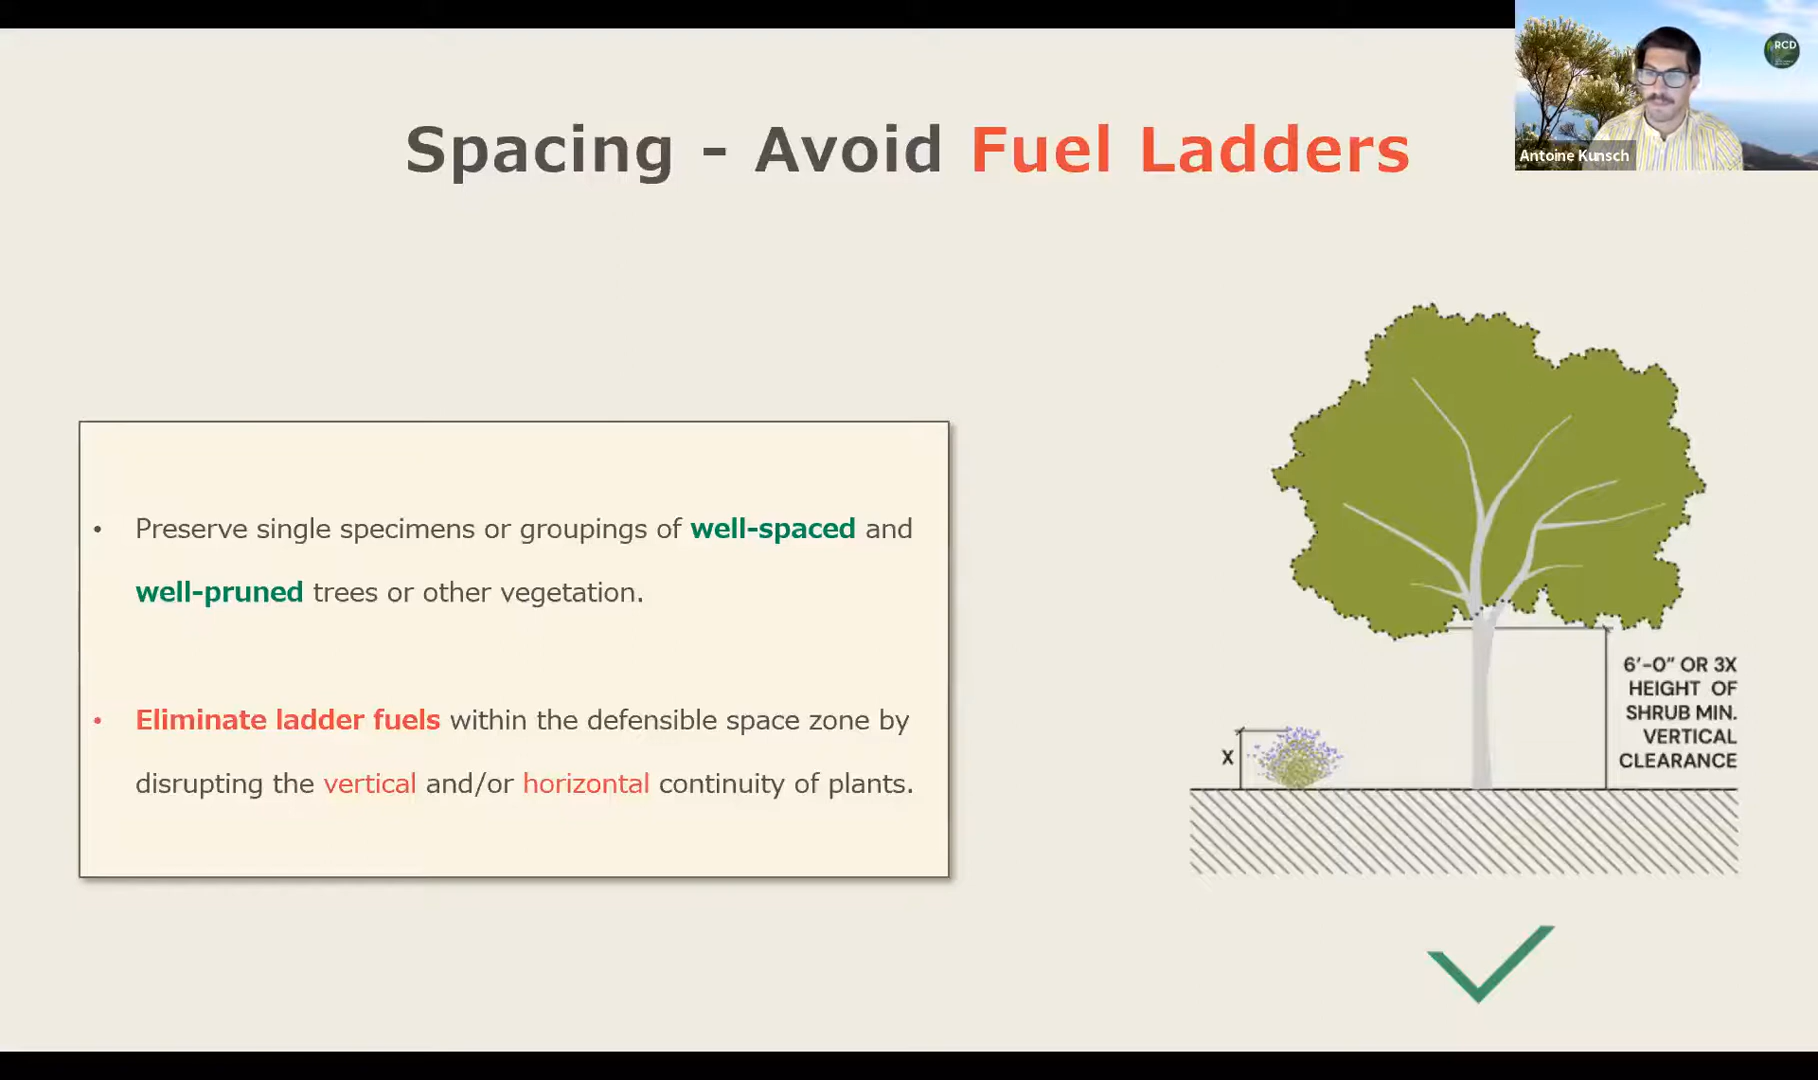 RCD
Antoine Kunsch
Spacing - Avoid Fuel Ladders
• Preserve single specimens or groupings of well-spaced and
well-pruned trees or other vegetation.
• Eliminate ladder fuels within the defensible space zone by
disrupting the vertical and/or horizontal continuity of plants.
X
6’-0” OR 3X
HEIGHT OF
SHRUB MIN.
VERTICAL
CLEARANCE